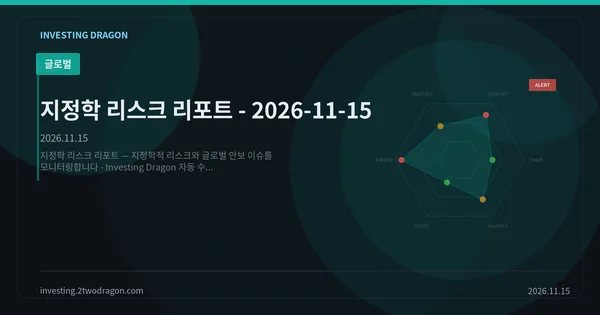 INVESTING DRAGON
글로벌
ALERT
지정학 리스크 리포트 - 2026-11-15
2026.11.15
지정학 리스크 리포트 — 지정학적 리스크와 글로벌 안보 이슈를
모니터링합니다 - Investing Dragon 자동 수...
investing.2twodragon.com
2026.11.15